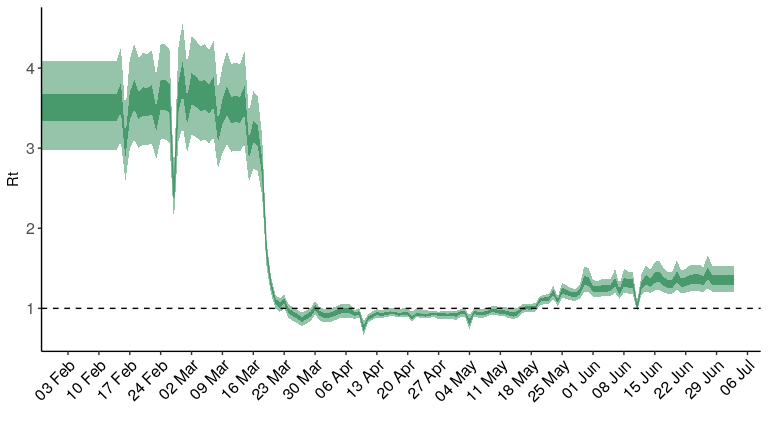 4
3
2
1
Rt
03 Feb
10 Feb
17 Feb
24 Feb
02 Mar
09 Mar
16 Mar
23 Mar
30 Mar
06 Apr
13 Apr
20 Apr
27 Apr
04 May
11 May
18 May
25 May
01 Jun
08 Jun
15 Jun
22 Jun
29 Jun
06 Jul